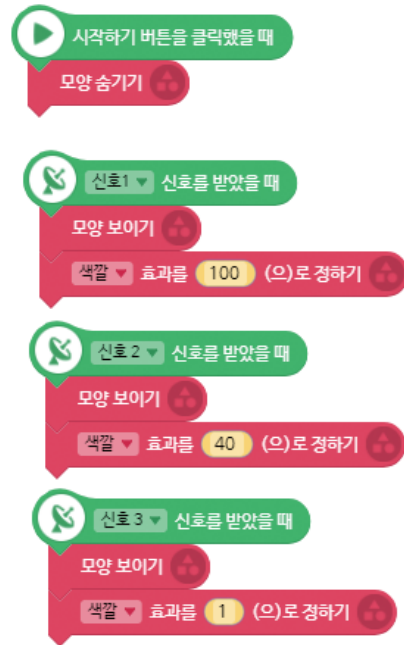 시작하기 버튼을 클릭했을 때
모양 숨기기
신호1 신호를 받았을 때
모양 보이기
색깔 효과를 100 (으)로 정하기
신호 2 신호를 받았을 때
모양 보이기
색깔 효과를 40 (으)로 정하기
신호 3 신호를 받았을 때
모양 보이기
색깔 효과를 1 (으)로 정하기